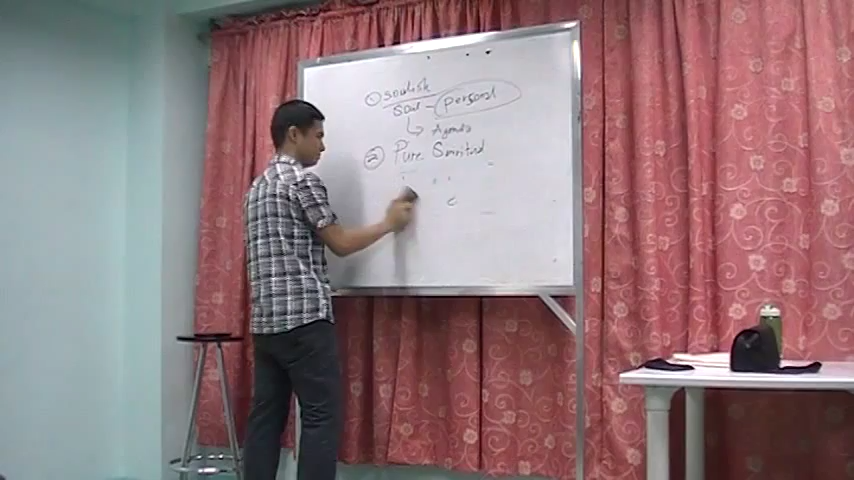 ① soulish
soul - personal
Agenda
② Pure Spiritual
c